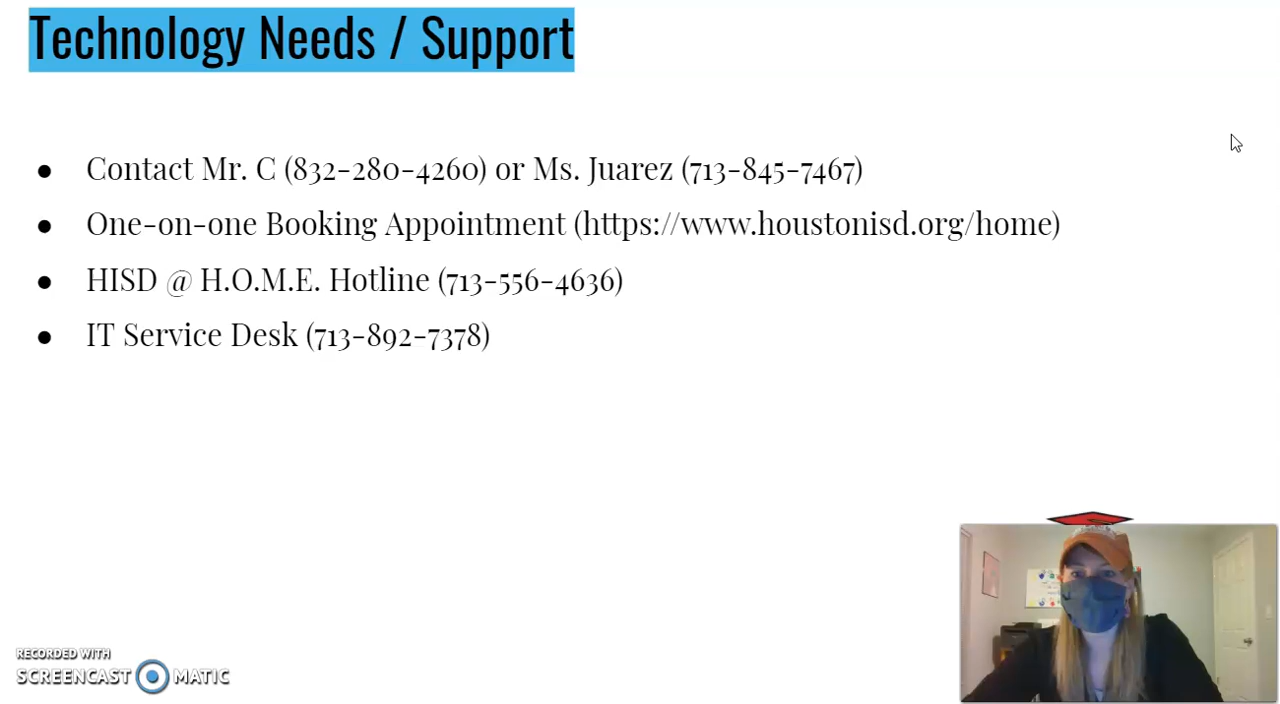 Technology Needs / Support
● Contact Mr. C (832-280-4260) or Ms. Juarez (713-845-7467)
● One-on-one Booking Appointment (https://www.houstonisd.org/home)
● HISD @ H.O.M.E. Hotline (713-556-4636)
● IT Service Desk (713-892-7378)
RECORDED WITH
SCREENCAST MATIC